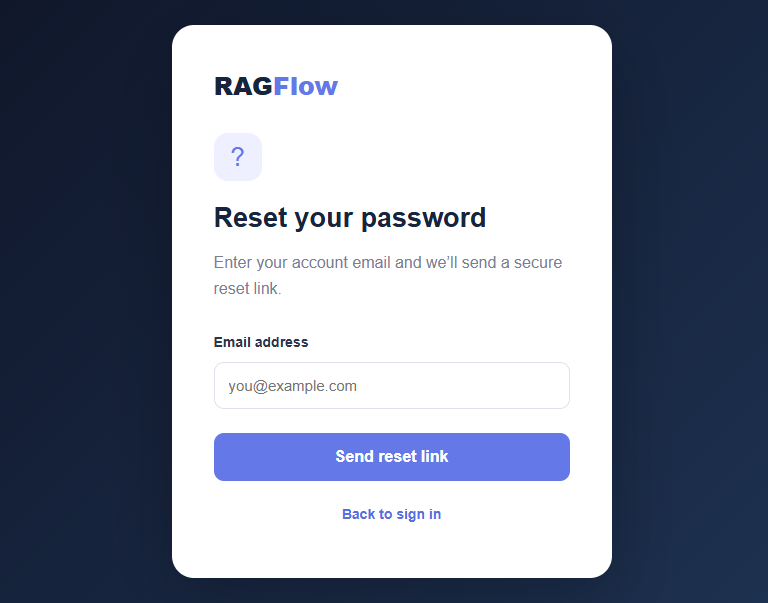 RAGFlow
?
Reset your password
Enter your account email and we’ll send a secure
reset link.
Email address
you@example.com
Send reset link
Back to sign in